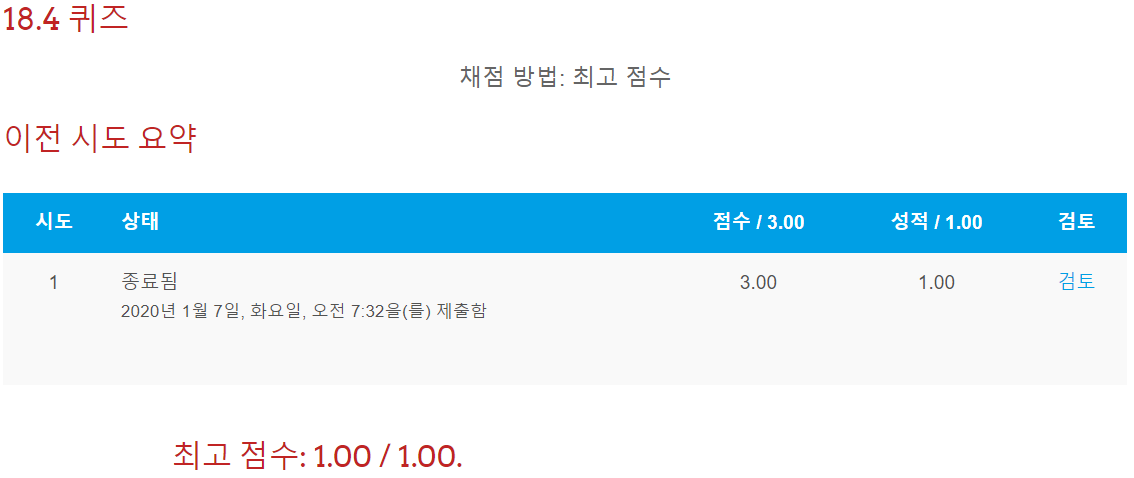 18.4 퀴즈
채점 방법: 최고 점수
이전 시도 요약
시도 상태 점수 / 3.00 성적 / 1.00 검토
1 종료됨 3.00 1.00 검토
2020년 1월 7일, 화요일, 오전 7:32을(를) 제출함
최고 점수: 1.00 / 1.00.